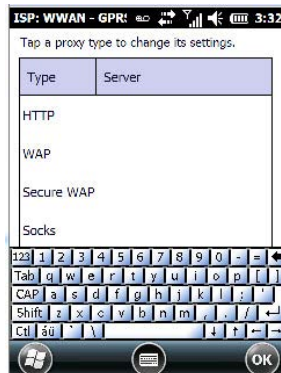 ISP: WWAN - GPRS 3:32
Tap a proxy type to change its settings.
Type Server
HTTP
WAP
Secure WAP
Socks
123 1 2 3 4 5 6 7 8 9 0 - =
Tab q w e r t y u i o p [ ]
CAP a s d f g h j k l ; '
Shift z x c v b n m , . /
Ctl áü ` \
OK